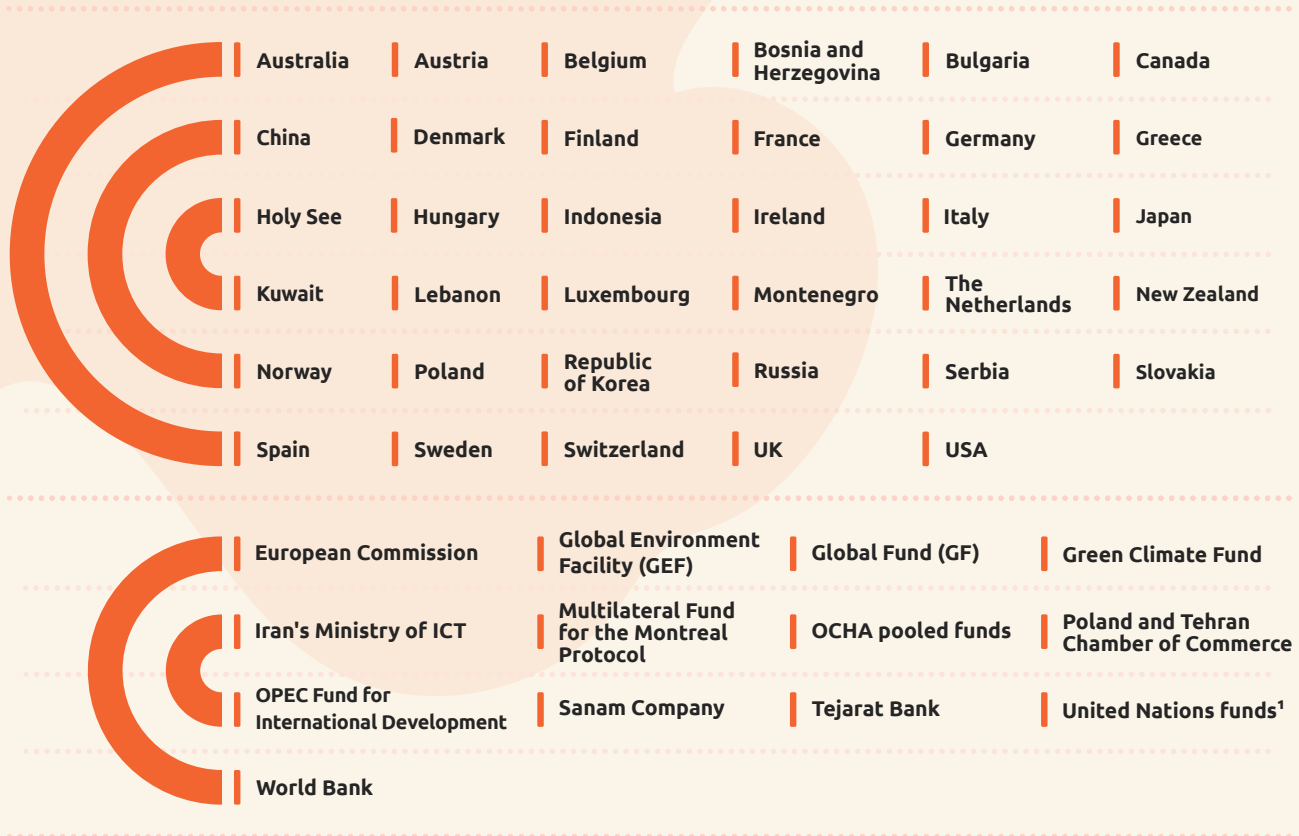 Australia
Austria
Belgium
Bosnia and
Herzegovina
Bulgaria
Canada
China
Denmark
Finland
France
Germany
Greece
Holy See
Hungary
Indonesia
Ireland
Italy
Japan
Kuwait
Lebanon
Luxembourg
Montenegro
The
Netherlands
New Zealand
Norway
Poland
Republic
of Korea
Russia
Serbia
Slovakia
Spain
Sweden
Switzerland
UK
USA
European Commission
Global Environment
Facility (GEF)
Global Fund (GF)
Green Climate Fund
Iran's Ministry of ICT
Multilateral Fund
for the Montreal
Protocol
OCHA pooled funds
Poland and Tehran
Chamber of Commerce
OPEC Fund for
International Development
Sanam Company
Tejarat Bank
United Nations funds¹
World Bank